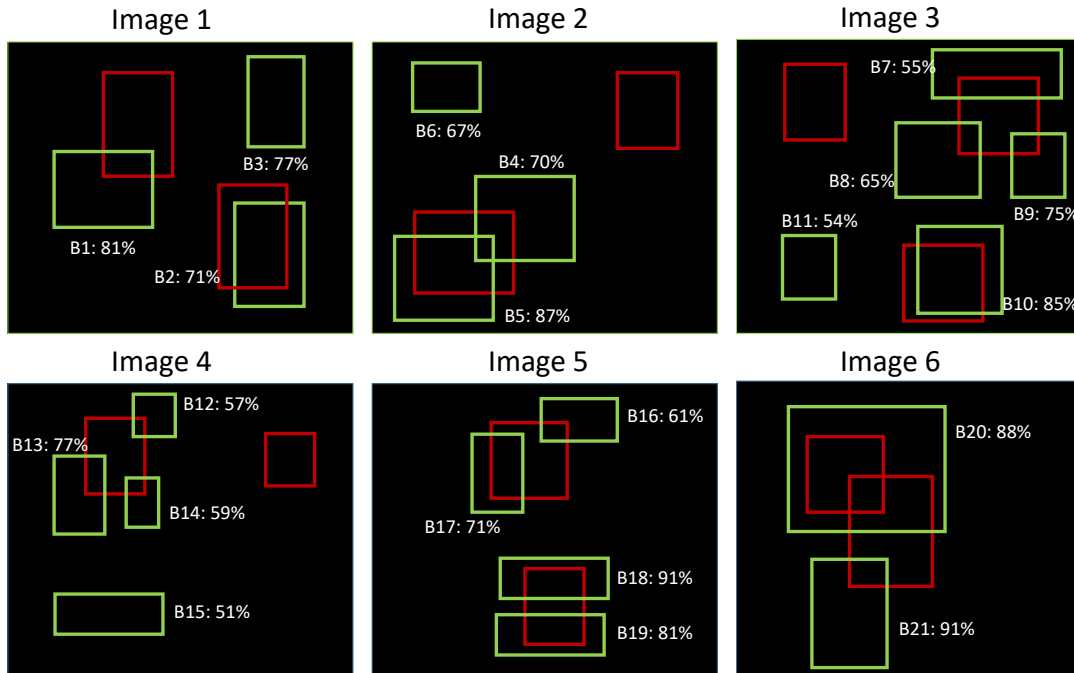 Image 1
Image 2
Image 3
B1: 81%
B2: 71%
B3: 77%
B4: 70%
B5: 87%
B6: 67%
B7: 55%
B8: 65%
B9: 75%
B10: 85%
B11: 54%
Image 4
Image 5
Image 6
B12: 57%
B13: 77%
B14: 59%
B15: 51%
B16: 61%
B17: 71%
B18: 91%
B19: 81%
B20: 88%
B21: 91%